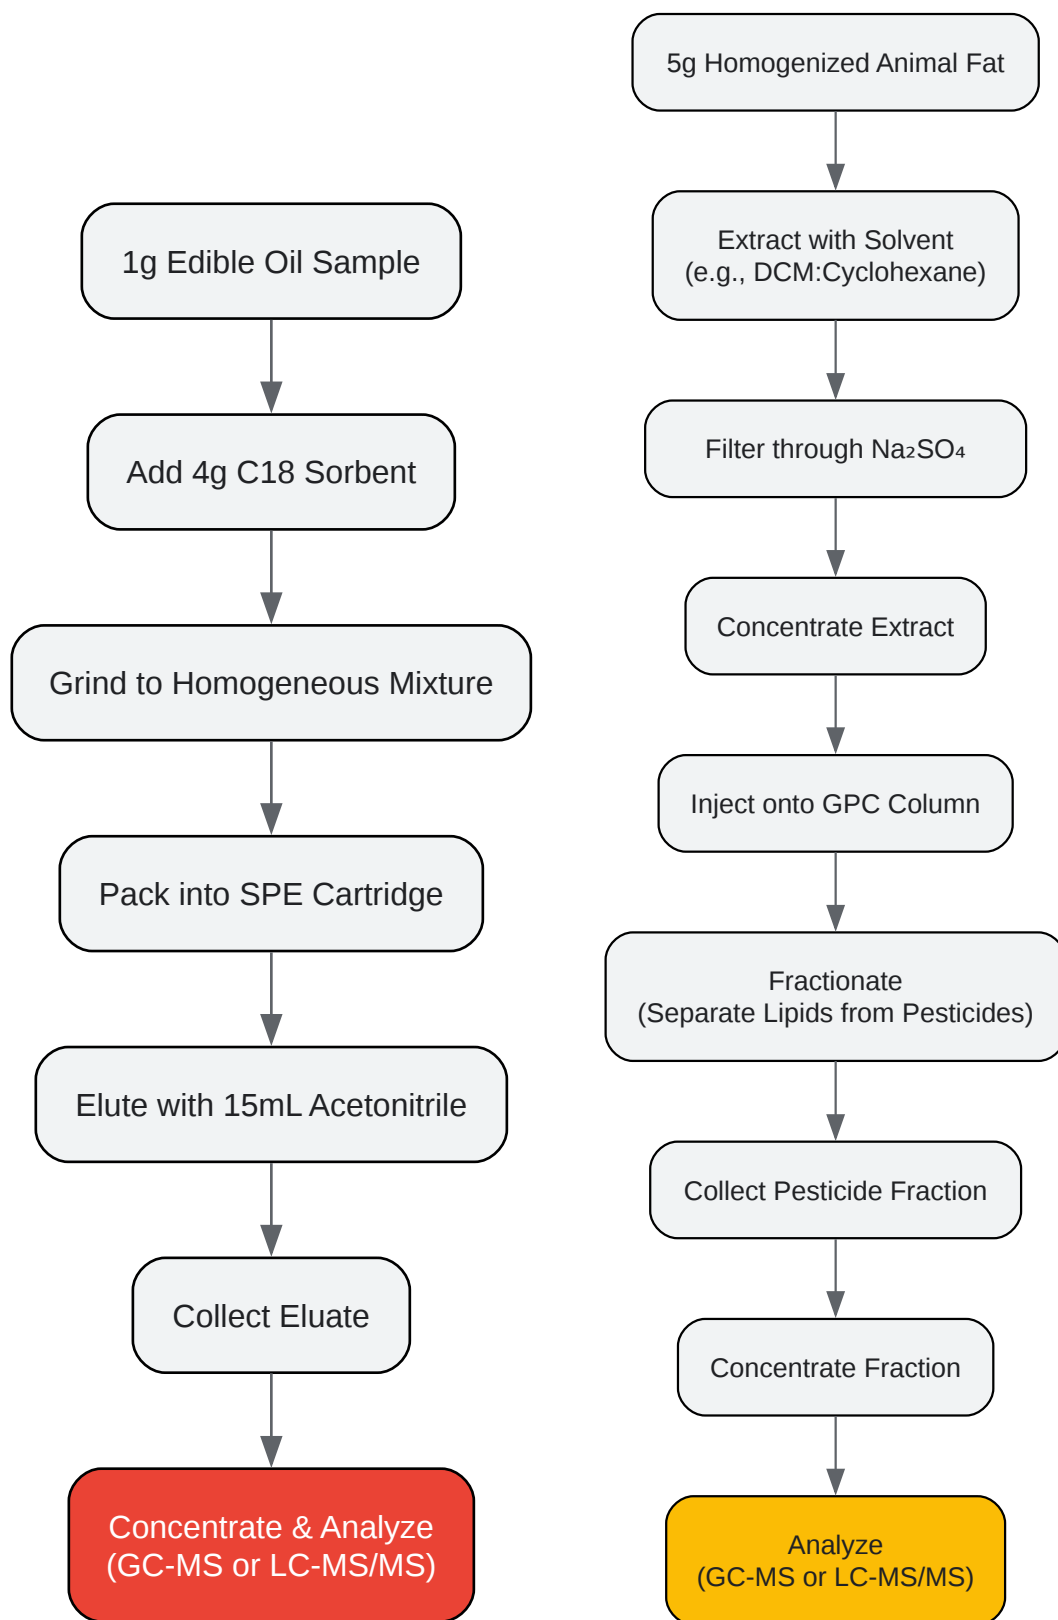 1g Edible Oil Sample
Add 4g C18 Sorbent
Grind to Homogeneous Mixture
Pack into SPE Cartridge
Elute with 15mL Acetonitrile
Collect Eluate
Concentrate & Analyze
(GC-MS or LC-MS/MS)
5g Homogenized Animal Fat
Extract with Solvent
(e.g., DCM:Cyclohexane)
Filter through Na₂SO₄
Concentrate Extract
Inject onto GPC Column
Fractionate
(Separate Lipids from Pesticides)
Collect Pesticide Fraction
Concentrate Fraction
Analyze
(GC-MS or LC-MS/MS)